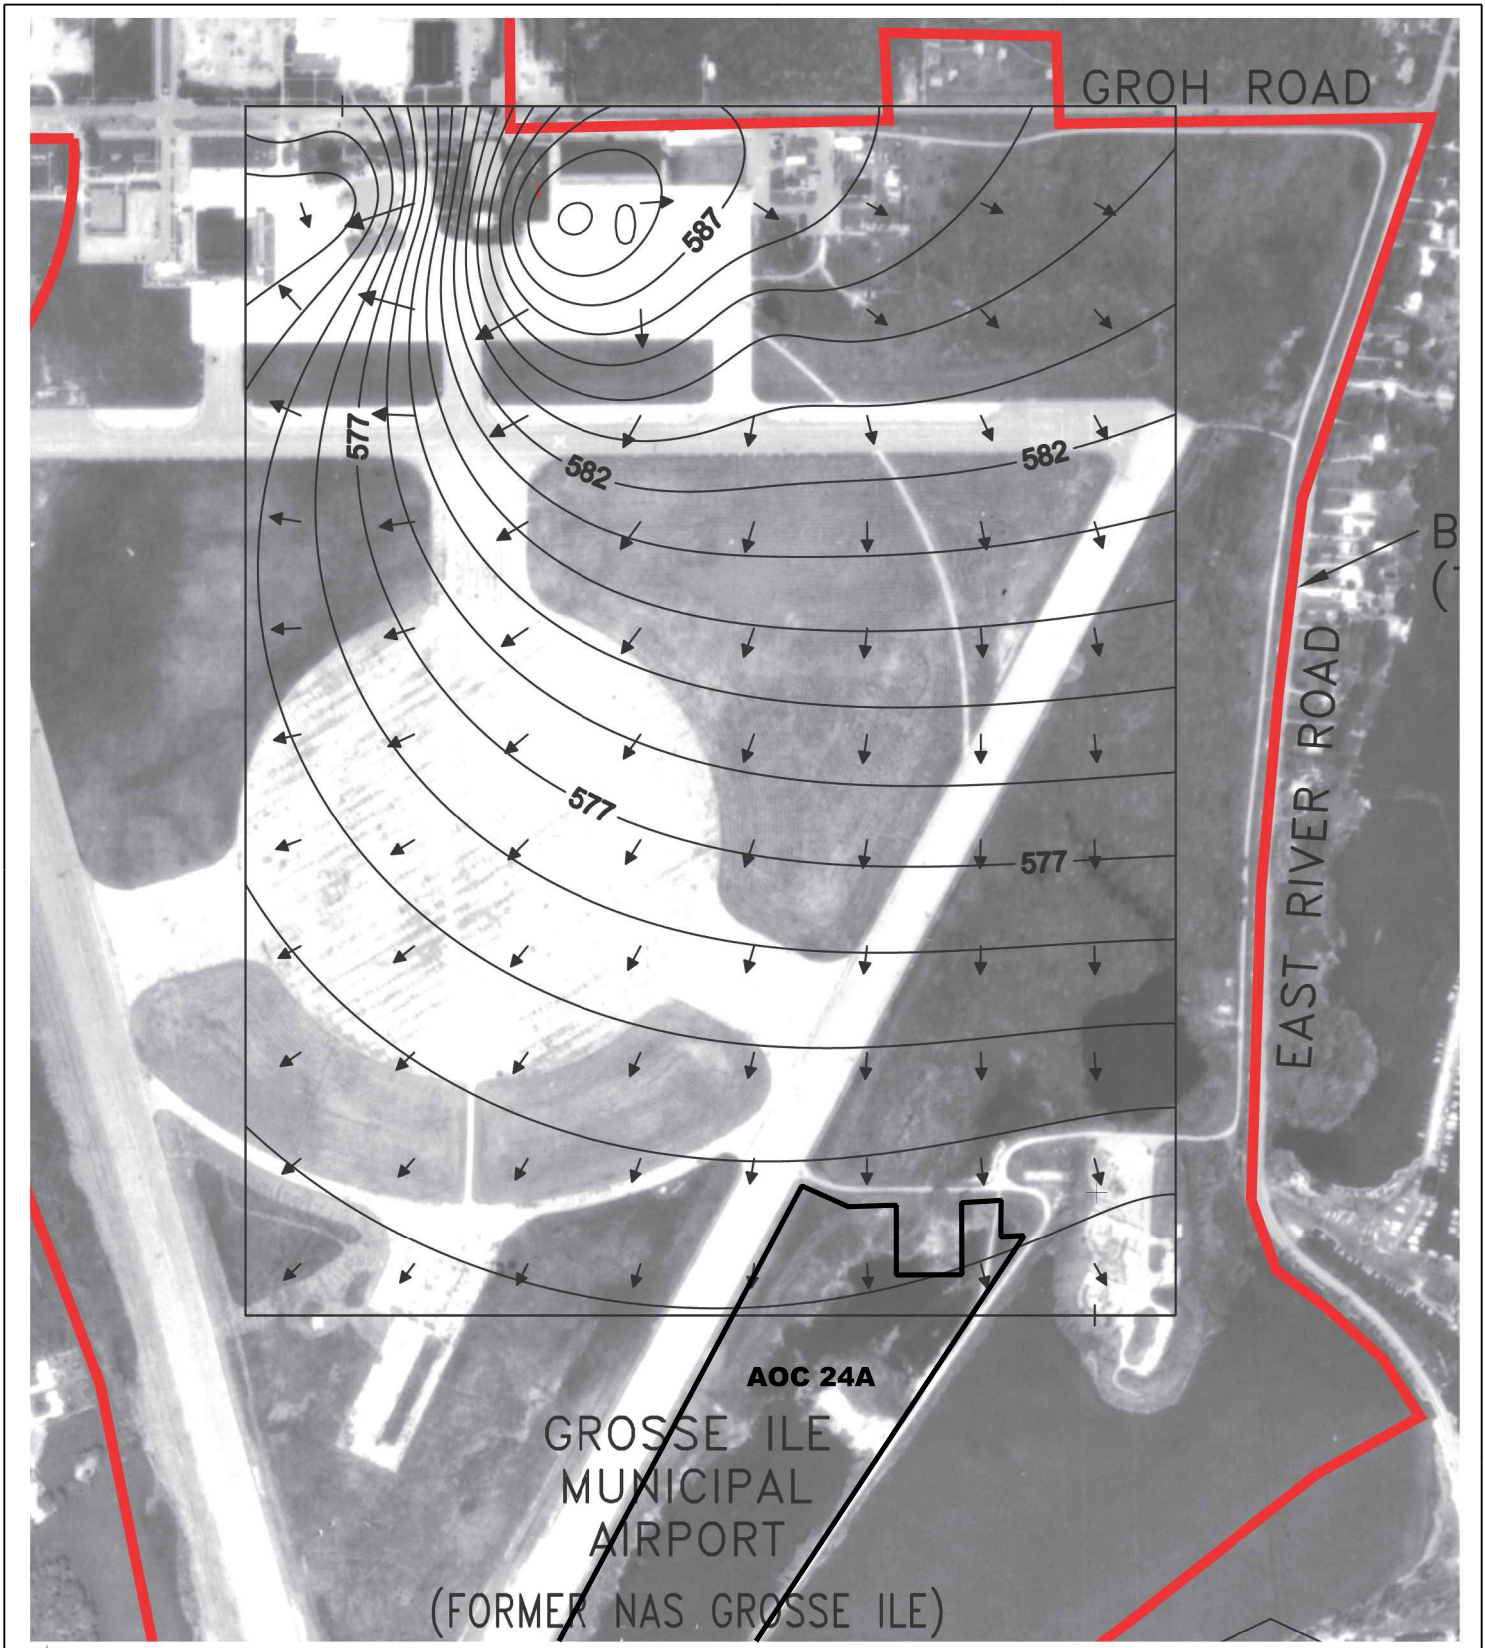 GROH ROAD
587
577
582
582
B
(
EAST RIVER ROAD
577
577
AOC 24A
GROSSE ILE
MUNICIPAL
AIRPORT
(FORMER NAS GROSSE ILE)